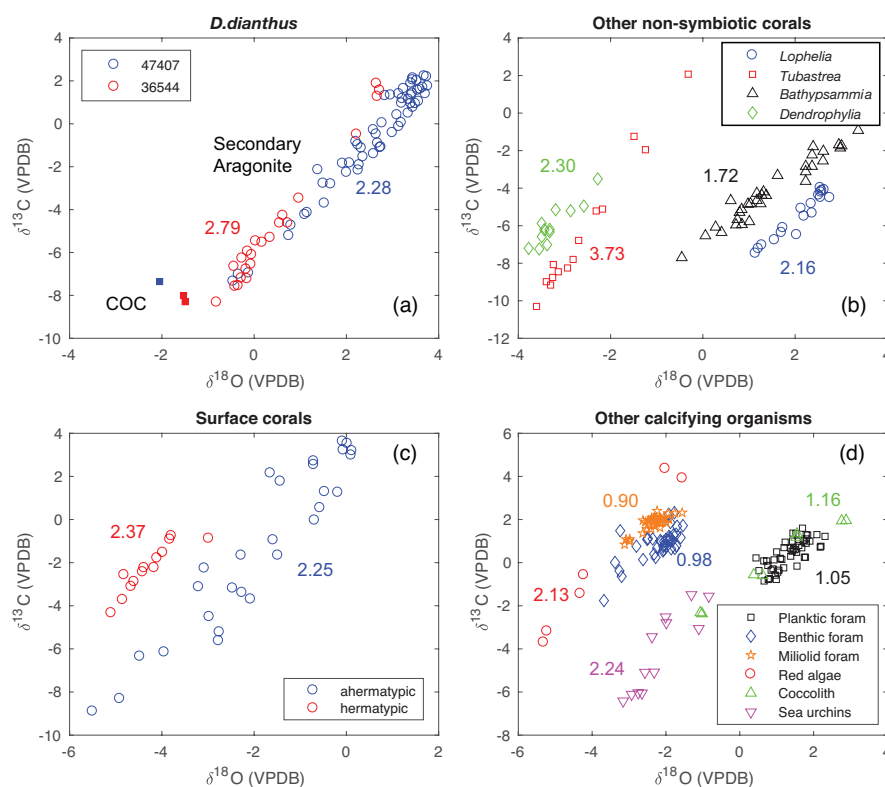 D.dianthus
Other non-symbiotic corals
4
2
0
-2
-4
-6
-8
-10
δ13C (VPDB)
47407
36544
Secondary
Aragonite
2.28
2.79
COC
(a)
-4
-2
0
2
4
δ18O (VPDB)
4
2
0
-2
-4
-6
-8
-10
-12
δ13C (VPDB)
Lophelia
Tubastrea
Bathypsammia
Dendrophylia
2.30
1.72
3.73
2.16
(b)
-4
-2
0
2
4
δ18O (VPDB)
Surface corals
Other calcifying organisms
4
2
0
-2
-4
-6
-8
-10
δ13C (VPDB)
(c)
2.37
2.25
ahermatypic
hermatypic
-6
-4
-2
0
2
δ18O (VPDB)
6
4
2
0
-2
-4
-6
-8
δ13C (VPDB)
(d)
0.90
1.16
0.98
1.05
2.13
2.24
Planktic foram
Benthic foram
Miliolid foram
Red algae
Coccolith
Sea urchins
-6
-4
-2
0
2
4
δ18O (VPDB)